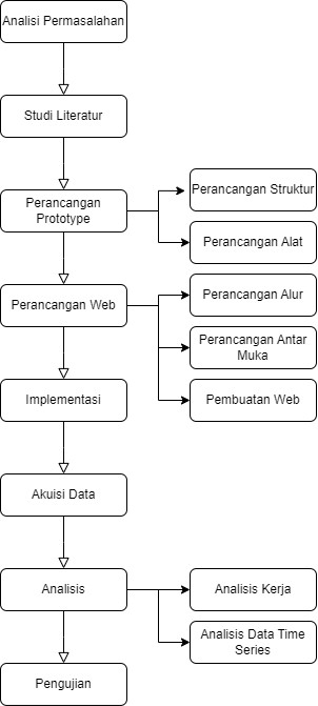 Analisi Permasalahan
Studi Literatur
Perancangan
Prototype
Perancangan Struktur
Perancangan Alat
Perancangan Web
Perancangan Alur
Perancangan Antar
Muka
Pembuatan Web
Implementasi
Akuisi Data
Analisis
Analisis Kerja
Analisis Data Time
Series
Pengujian